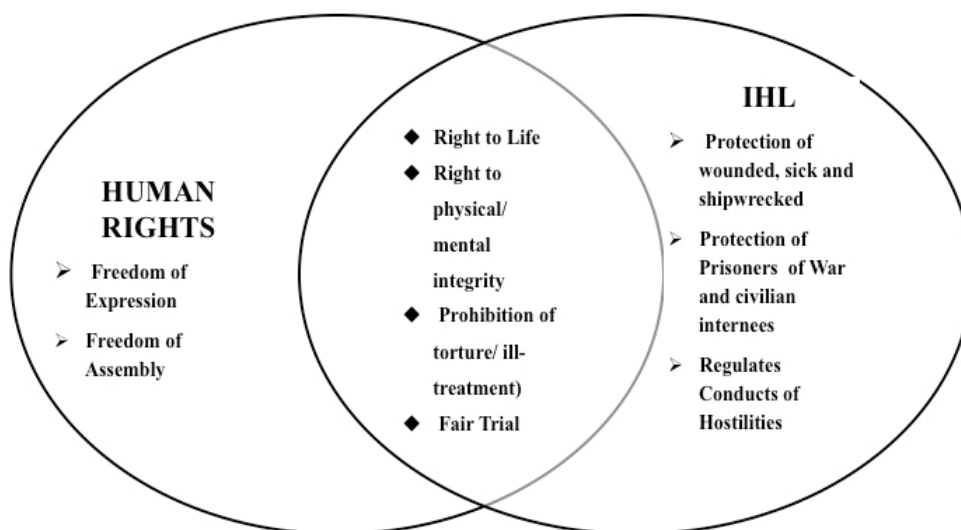 HUMAN
RIGHTS
Freedom of
Expression
Freedom of
Assembly
Right to Life
Right to
physical/
mental
integrity
Prohibition of
torture/ ill-
treatment)
Fair Trial
IHL
Protection of
wounded, sick and
shipwrecked
Protection of
Prisoners of War
and civilian
internees
Regulates
Conducts of
Hostilities